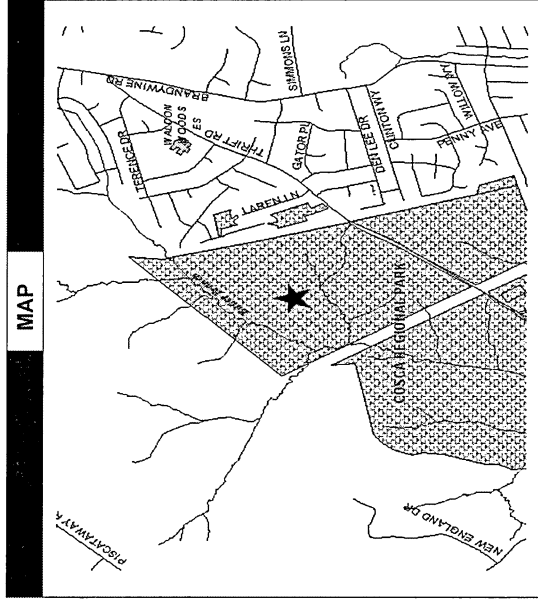 MAP
SIMMONS LN
BRANDYWINE RD
TERENCE DR
WALDON
WOODS
ES
THRIFT RD
GATOR PL
DEN LEE DR
CLINTON WY
WILLOW WY
PENNY AVE
LAREN LN
COSCA REGIONAL PARK
PISCATAWAY
NEW ENGLAND DR